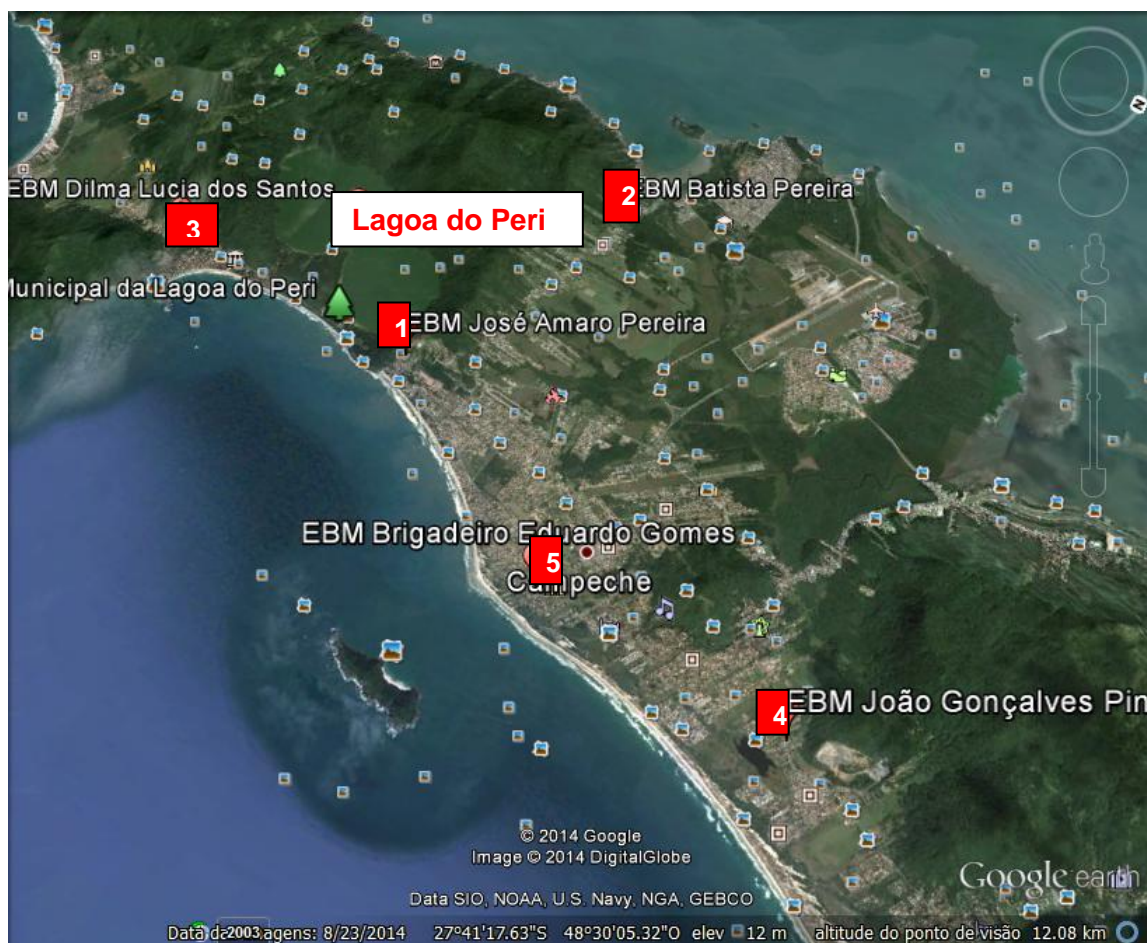 N
EBM Dilma Lucia dos Santos
2
EBM Batista Pereira
Lagoa do Peri
3
Municipal da Lagoa do Peri
1
EBM José Amaro Pereira
EBM Brigadeiro Eduardo Gomes
5
Campeche
4
EBM João Gonçalves Pin
© 2014 Google
Image © 2014 DigitalGlobe
Data SIO, NOAA, U.S. Navy, NGA, GEBCO
Google earth
2003
agens: 8/23/2014 27°41'17.63"S 48°30'05.32"O elev 12 m altitude do ponto de visão 12.08 km